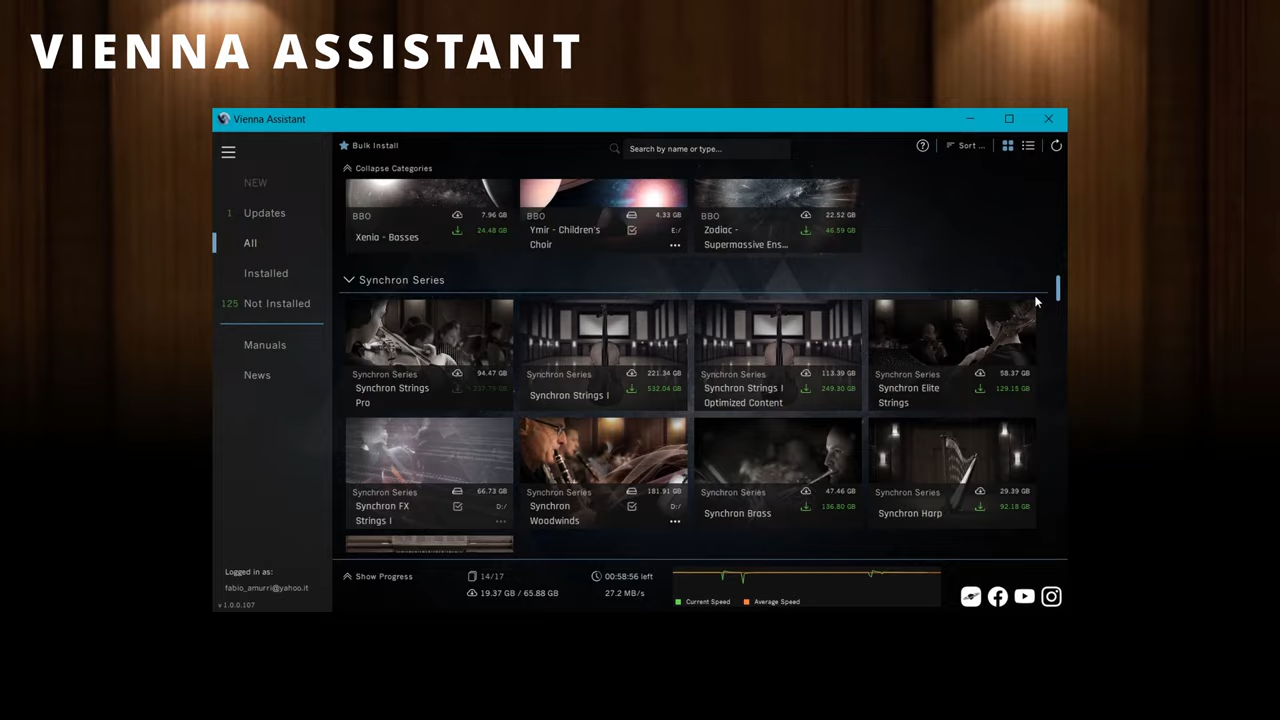 VIENNA ASSISTANT
Vienna Assistant
Bulk Install
Search by name or type...
Sort ...
Collapse Categories
NEW
1 Updates
All
Installed
125 Not Installed
Manuals
News
BBO 7.96 GB
Xenia - Basses 24.48 GB
BBO 4.33 GB
Ymir - Children's Choir E:/
BBO 22.52 GB
Zodiac - Supermassive Ens... 46.59 GB
Synchron Series
Synchron Series 94.47 GB
Synchron Strings Pro 237.79 GB
Synchron Series 221.34 GB
Synchron Strings I 532.04 GB
Synchron Series 113.39 GB
Synchron Strings I Optimized Content 249.30 GB
Synchron Series 58.37 GB
Synchron Elite Strings 129.15 GB
Synchron Series 66.73 GB
Synchron FX Strings I D:/
Synchron Series 181.91 GB
Synchron Woodwinds D:/
Synchron Series 47.46 GB
Synchron Brass 136.80 GB
Synchron Series 29.39 GB
Synchron Harp 92.18 GB
Logged in as:
fabio_amurri@yahoo.it
v 1.0.0.107
Show Progress
14/17
19.37 GB / 65.88 GB
00:58:56 left
27.2 MB/s
Current Speed
Average Speed